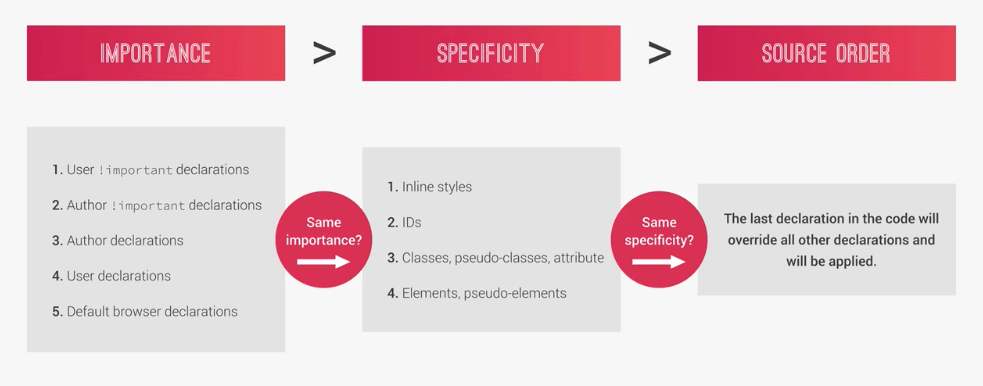 IMPORTANCE > SPECIFICITY > SOURCE ORDER
1. User !important declarations
2. Author !important declarations
3. Author declarations
4. User declarations
5. Default browser declarations
Same
importance?
1. Inline styles
2. IDs
3. Classes, pseudo-classes, attribute
4. Elements, pseudo-elements
Same
specificity?
The last declaration in the code will
override all other declarations and
will be applied.